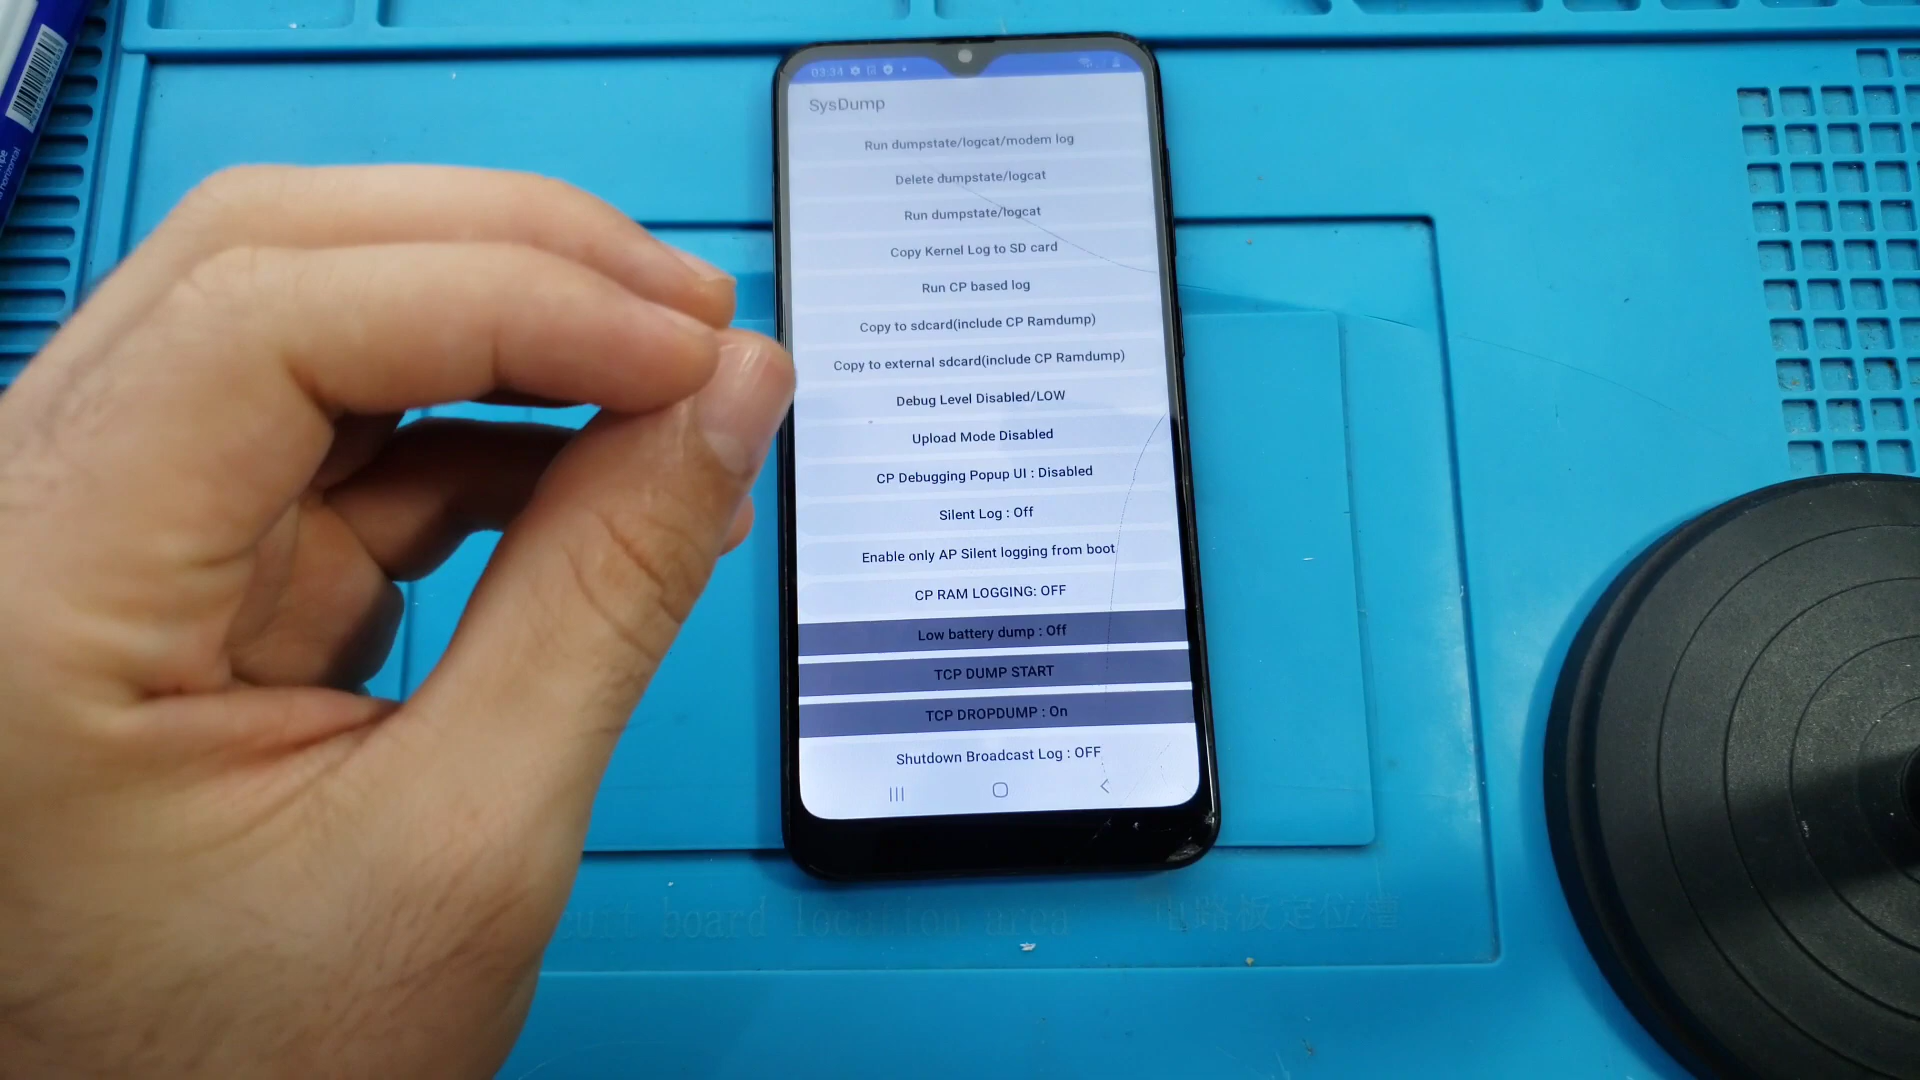 03:34
SysDump
Run dumpstate/logcat/modem log
Delete dumpstate/logcat
Run dumpstate/logcat
Copy Kernel Log to SD card
Run CP based log
Copy to sdcard(include CP Ramdump)
Copy to external sdcard(include CP Ramdump)
Debug Level Disabled/LOW
Upload Mode Disabled
CP Debugging Popup UI : Disabled
Silent Log : Off
Enable only AP Silent logging from boot
CP RAM LOGGING: OFF
Low battery dump : Off
TCP DUMP START
TCP DROPDUMP : On
Shutdown Broadcast Log : OFF
board location area 电路板定位槽
horizontal